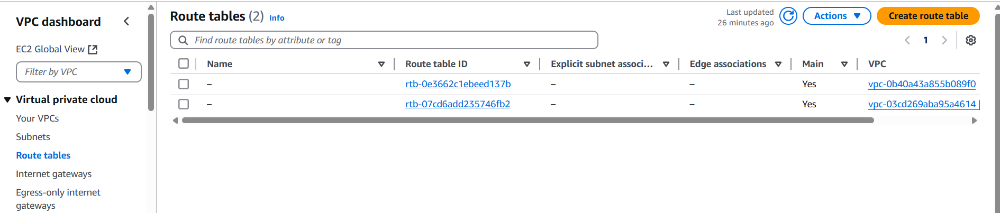 VPC dashboard
EC2 Global View
Filter by VPC
Virtual private cloud
Your VPCs
Subnets
Route tables
Internet gateways
Egress-only internet
gateways
Route tables (2) Info
Last updated
26 minutes ago
Actions
Create route table
Find route tables by attribute or tag
1
Name Route table ID Explicit subnet associ... Edge associations Main VPC
– rtb-0e3662c1ebeed137b – – Yes vpc-0b40a43a855b089f0
– rtb-07cd6add235746fb2 – – Yes vpc-03cd269aba95a4614 |